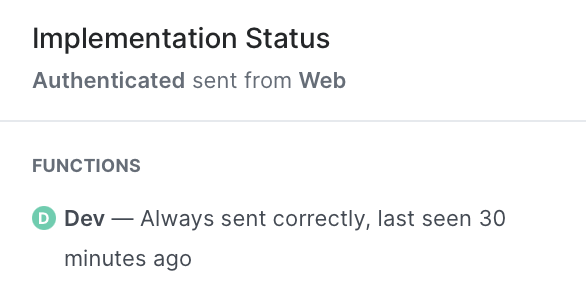 Implementation Status
Authenticated sent from Web
FUNCTIONS
D Dev — Always sent correctly, last seen 30
minutes ago